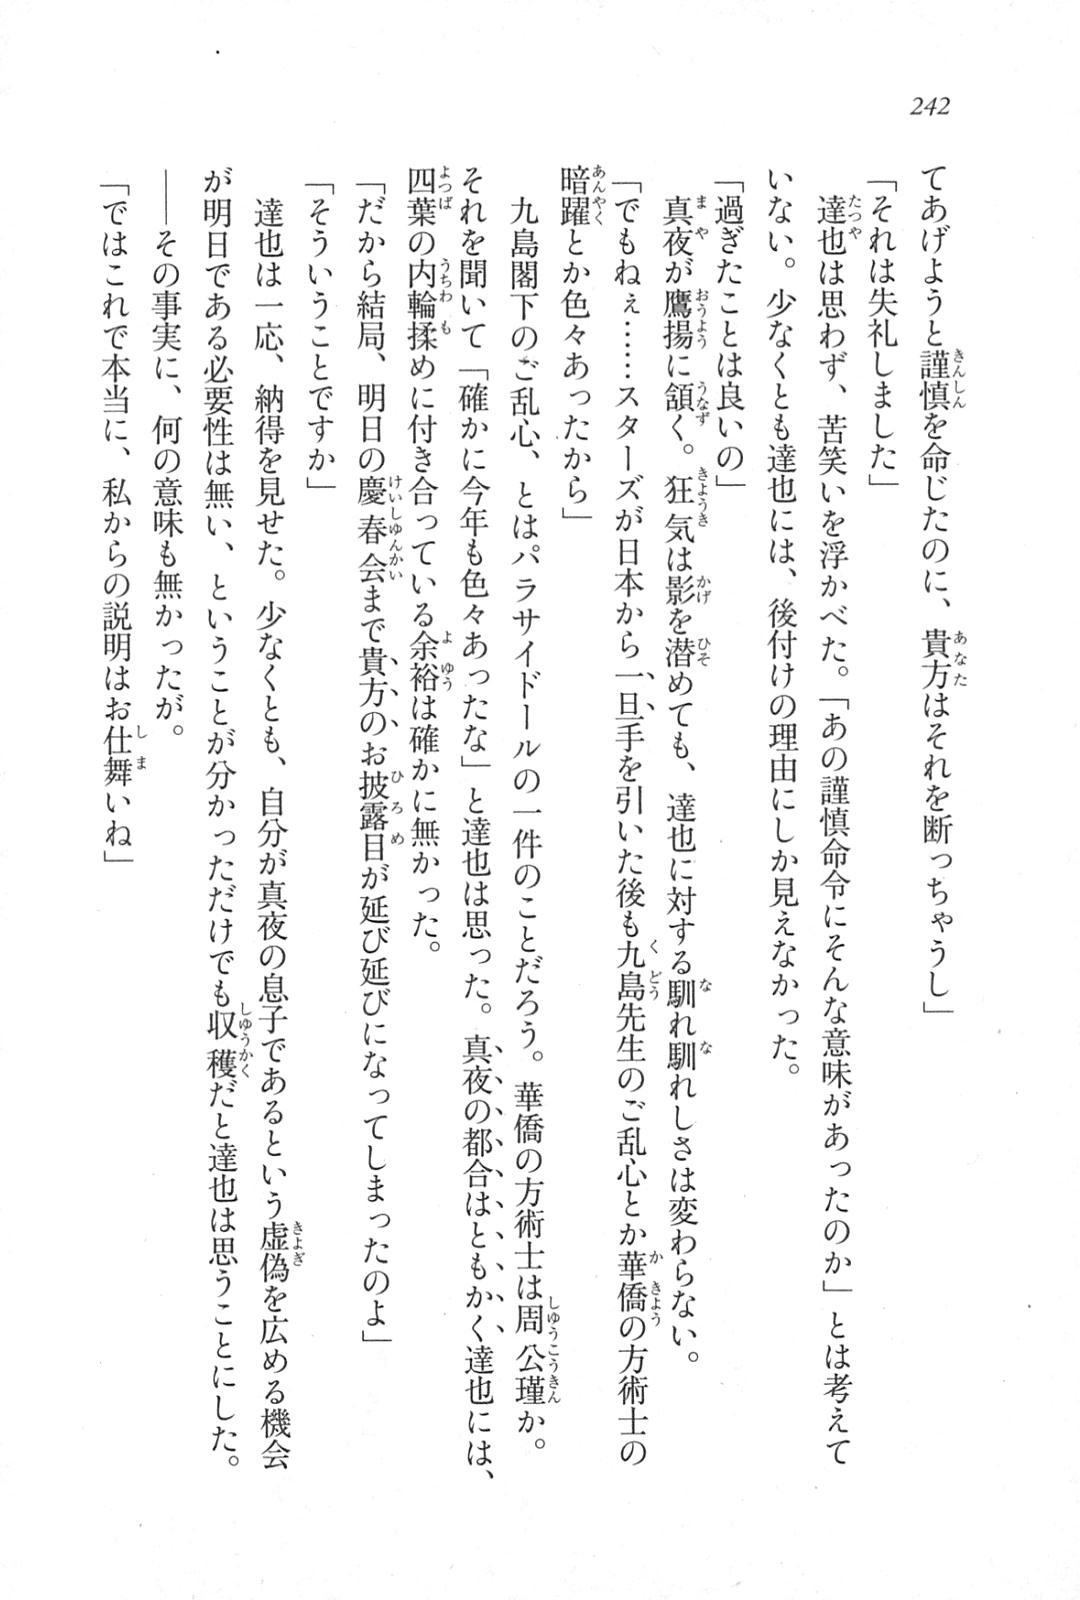 242
てあげようと謹慎を命じたのに、貴方はそれを断っちゃうし」
「それは失礼しました」
　達也は思わず、苦笑いを浮かべた。「あの謹慎命令にそんな意味があったのか」とは考えて
いない。少なくとも達也には、後付けの理由にしか見えなかった。
「過ぎたことは良いの」
　真夜が鷹揚に頷く。狂気は影を潜めても、達也に対する馴れ馴れしさは変わらない。
「でもねぇ……スターズが日本から一旦手を引いた後も九島先生のご乱心とか華僑の方術士の
暗躍とか色々あったから」
　九島閣下のご乱心、とはパラサイドールの一件のことだろう。華僑の方術士は周公瑾か。
それを聞いて「確かに今年も色々あったな」と達也は思った。真夜の都合はともかく達也には、
四葉の内輪揉めに付き合っている余裕は確かに無かった。
「だから結局、明日の慶春会まで貴方のお披露目が延び延びになってしまったのよ」
「そういうことですか」
　達也は一応、納得を見せた。少なくとも、自分が真夜の息子であるという虚偽を広める機会
が明日である必要性は無い、ということが分かっただけでも収穫だと達也は思うことにした。
――その事実に、何の意味も無かったが。
「ではこれで本当に、私からの説明はお仕舞いね」